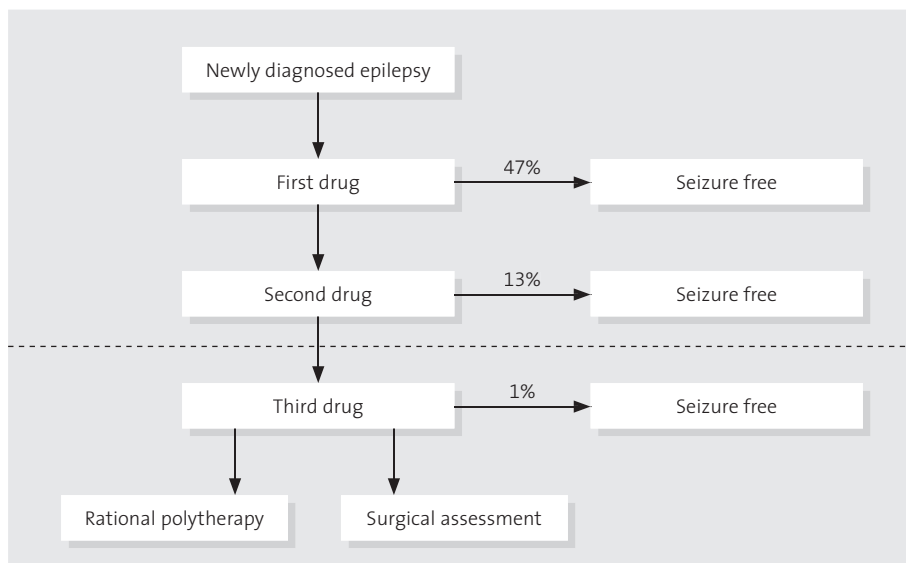 Newly diagnosed epilepsy
First drug
47%
Seizure free
Second drug
13%
Seizure free
Third drug
1%
Seizure free
Rational polytherapy
Surgical assessment